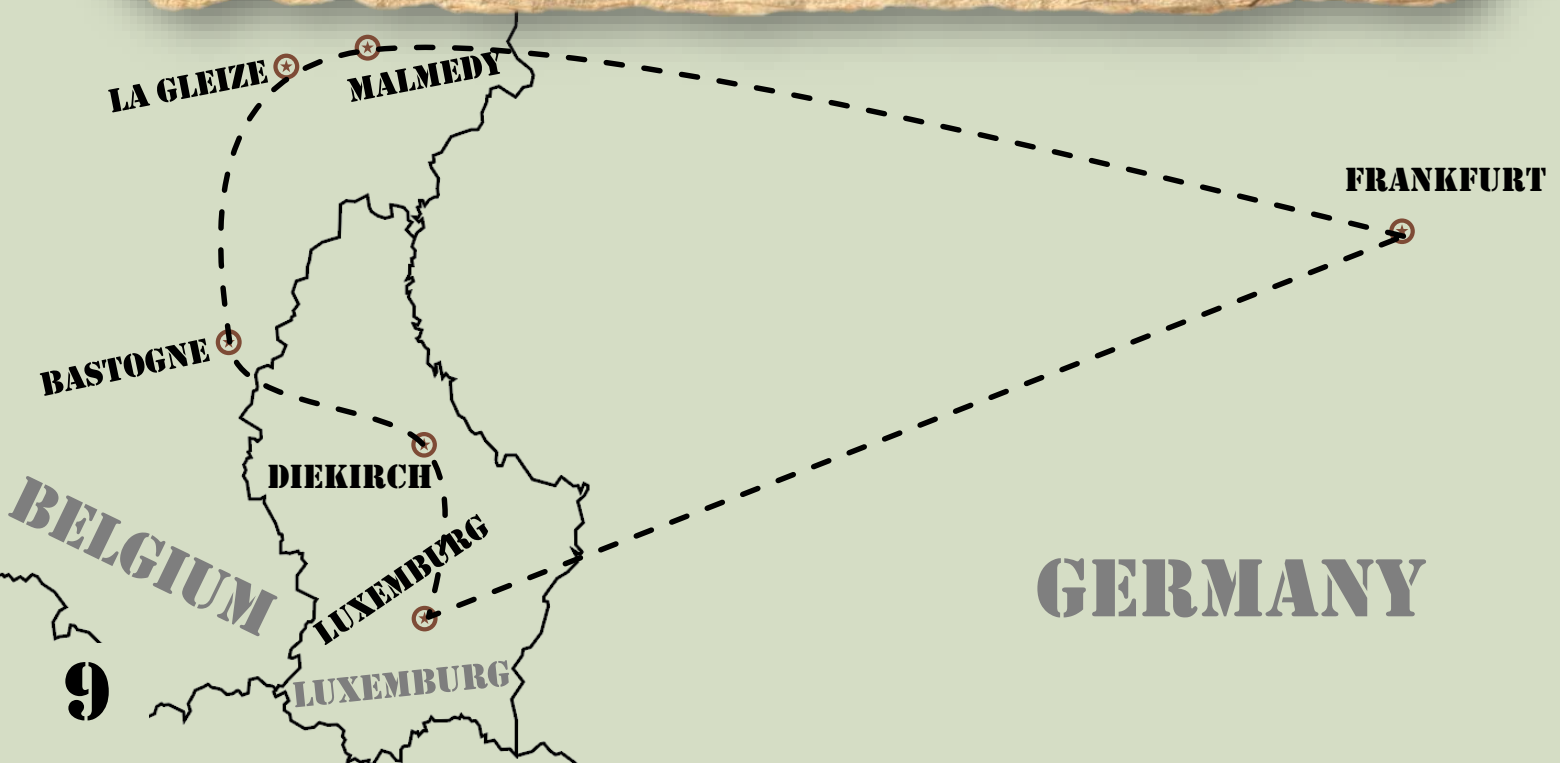 LA GLEIZE
MALMEDY
FRANKFURT
BASTOGNE
DIEKIRCH
BELGIUM
LUXEMBURG
GERMANY
LUXEMBURG
9